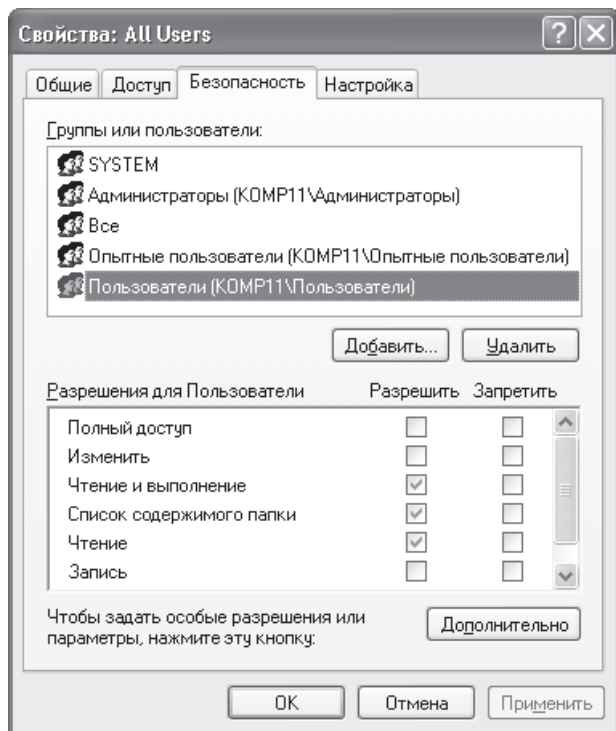 Свойства: All Users
Общие Доступ Безопасность Настройка
Группы или пользователи:
SYSTEM
Администраторы (KOMP11\Администраторы)
Все
Опытные пользователи (KOMP11\Опытные пользователи)
Пользователи (KOMP11\Пользователи)
Добавить... Удалить
Разрешения для Пользователи Разрешить Запретить
Полный доступ
Изменить
Чтение и выполнение
Список содержимого папки
Чтение
Запись
Чтобы задать особые разрешения или
параметры, нажмите эту кнопку:
Дополнительно
OK Отмена Применить